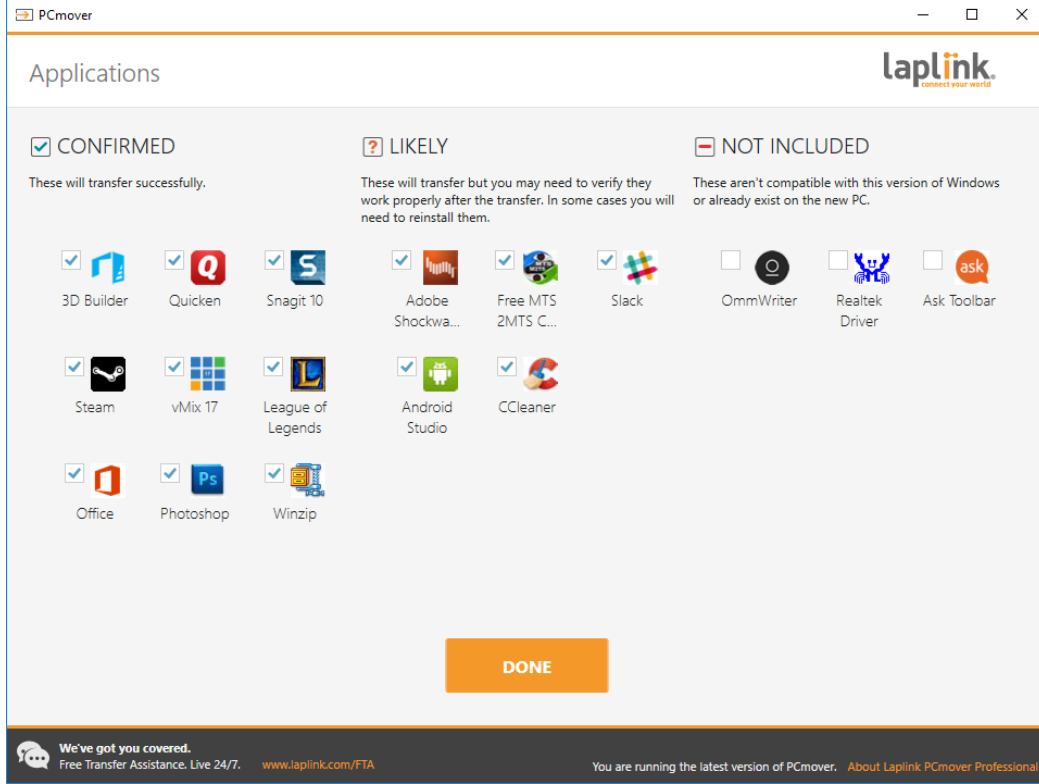 PCmover
Applications
laplink.
connect your world
CONFIRMED
These will transfer successfully.
3D Builder
Quicken
Snagit 10
Steam
vMix 17
League of
Legends
Office
Photoshop
Winzip
? LIKELY
These will transfer but you may need to verify they
work properly after the transfer. In some cases you will
need to reinstall them.
Adobe
Shockwa...
Free MTS
2MTS C...
Slack
Android
Studio
CCleaner
NOT INCLUDED
These aren't compatible with this version of Windows
or already exist on the new PC.
OmmWriter
Realtek
Driver
ask
Ask Toolbar
Ps
DONE
We've got you covered.
Free Transfer Assistance. Live 24/7.
www.laplink.com/FTA
You are running the latest version of PCmover.
About Laplink PCmover Professional